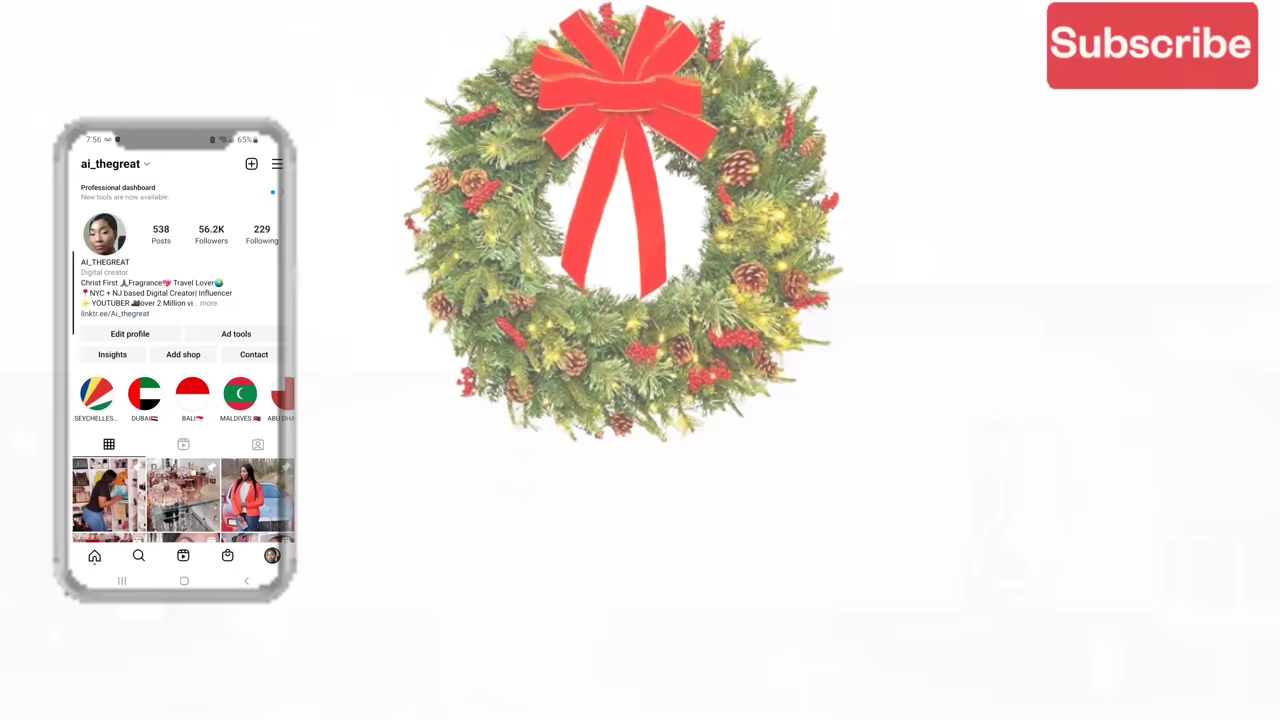 Subscribe
7:56
65%
ai_thegreat
Professional dashboard
New tools are now available.
538
56.2K
229
Posts
Followers
Following
AI_THEGREAT
Digital creator
Christ First 🙏Fragrance💖 Travel Lover🌍
📍NYC + NJ based Digital Creator| Influencer
✨ YOUTUBER 🎥over 2 Million vi... more
linktr.ee/Ai_thegreat
Edit profile
Ad tools
Insights
Add shop
Contact
SEYCHELLES...
DUBAI🇦🇪
BALI🇮🇩
MALDIVES 🇲🇻
ABU DHA